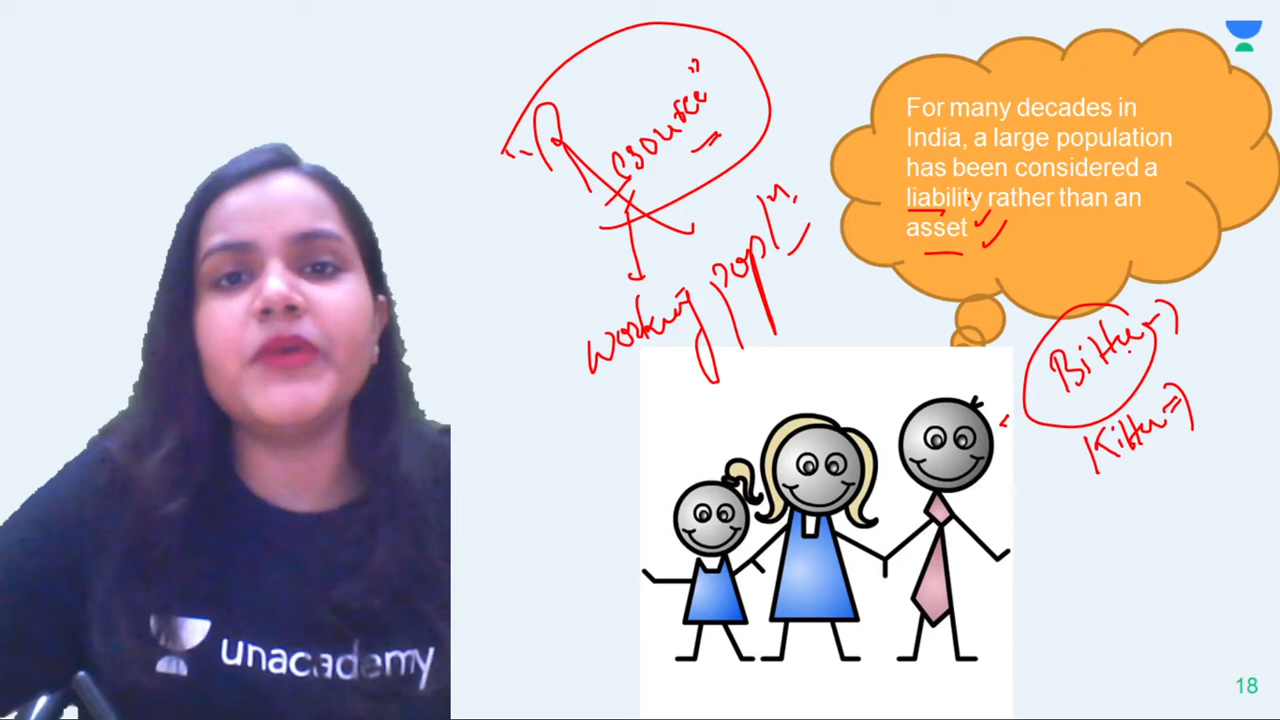 "Resource"
working popl^n.
For many decades in
India, a large population
has been considered a
liability rather than an
asset
Bittu
Kittu
unacademy
18